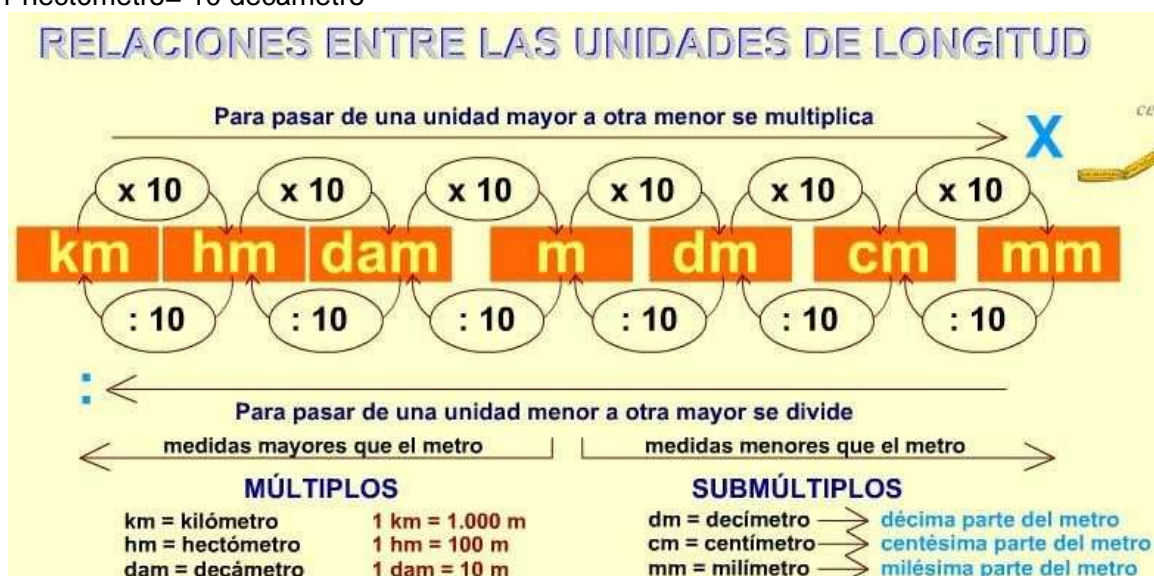 1 hectómetro= 10 decámetro
RELACIONES ENTRE LAS UNIDADES DE LONGITUD
Para pasar de una unidad mayor a otra menor se multiplica
X
x 10 x 10 x 10 x 10 x 10 x 10
km hm dam m dm cm mm
: 10 : 10 : 10 : 10 : 10 : 10
:
Para pasar de una unidad menor a otra mayor se divide
medidas mayores que el metro medidas menores que el metro
MÚLTIPLOS SUBMÚLTIPLOS
km = kilómetro 1 km = 1.000 m dm = decímetro décima parte del metro
hm = hectómetro 1 hm = 100 m cm = centímetro centésima parte del metro
dam = decámetro 1 dam = 10 m mm = milímetro milésima parte del metro